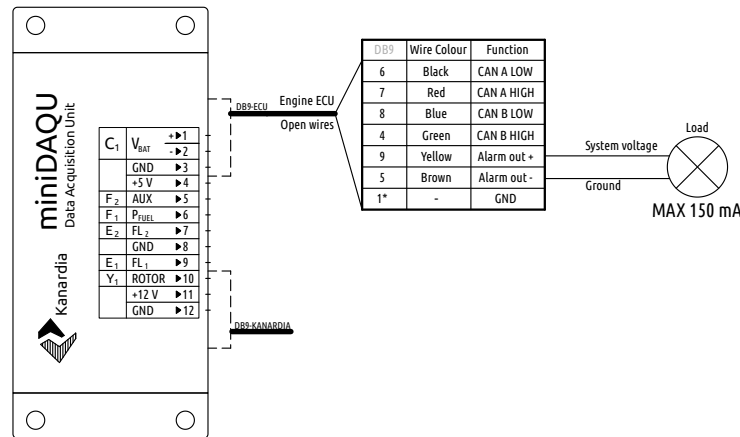 miniDAQU
Data Acquisition Unit
Kanardia
C1 VBAT +▶1
-▶2
GND ▶3
+5 V ▶4
F2 AUX ▶5
F1 PFUEL ▶6
E2 FL2 ▶7
GND ▶8
E1 FL1 ▶9
Y1 ROTOR ▶10
+12 V ▶11
GND ▶12
DB9-ECU
Engine ECU
Open wires
DB9-KANARDIA
DB9 Wire Colour Function
6 Black CAN A LOW
7 Red CAN A HIGH
8 Blue CAN B LOW
4 Green CAN B HIGH
9 Yellow Alarm out +
5 Brown Alarm out -
1* - GND
System voltage
Ground
Load
MAX 150 mA